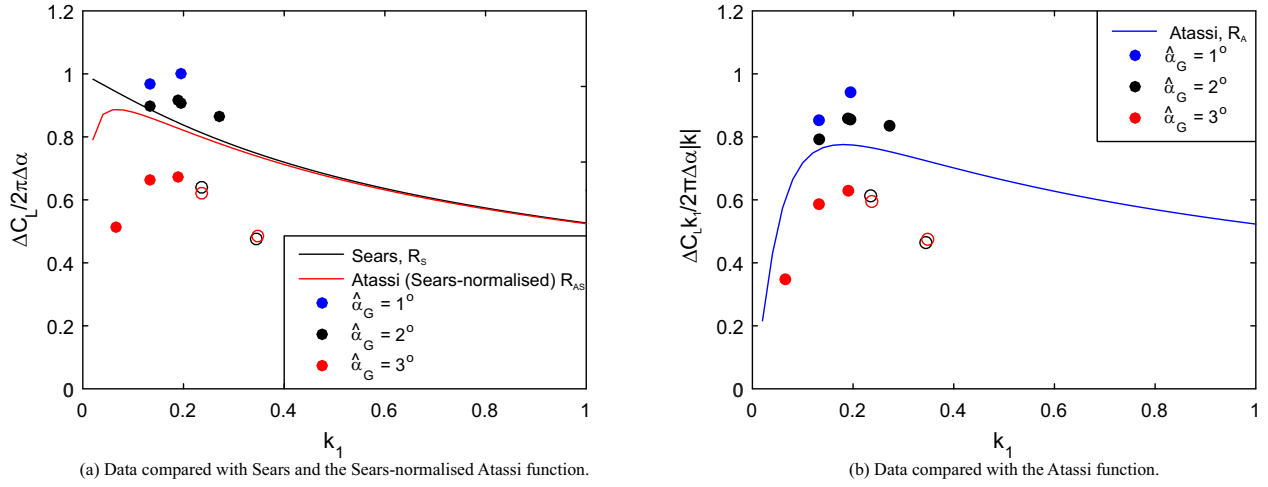 1.2
1
0.8
0.6
0.4
0.2
0
ΔC_L/2πΔα
0 0.2 0.4 0.6 0.8 1
k_1
Sears, R_S
Atassi (Sears-normalised) R_AS
α̂_G = 1°
α̂_G = 2°
α̂_G = 3°
(a) Data compared with Sears and the Sears-normalised Atassi function.
1.2
1
0.8
0.6
0.4
0.2
0
ΔC_L k_1/2πΔα|k|
0 0.2 0.4 0.6 0.8 1
k_1
Atassi, R_A
α̂_G = 1°
α̂_G = 2°
α̂_G = 3°
(b) Data compared with the Atassi function.